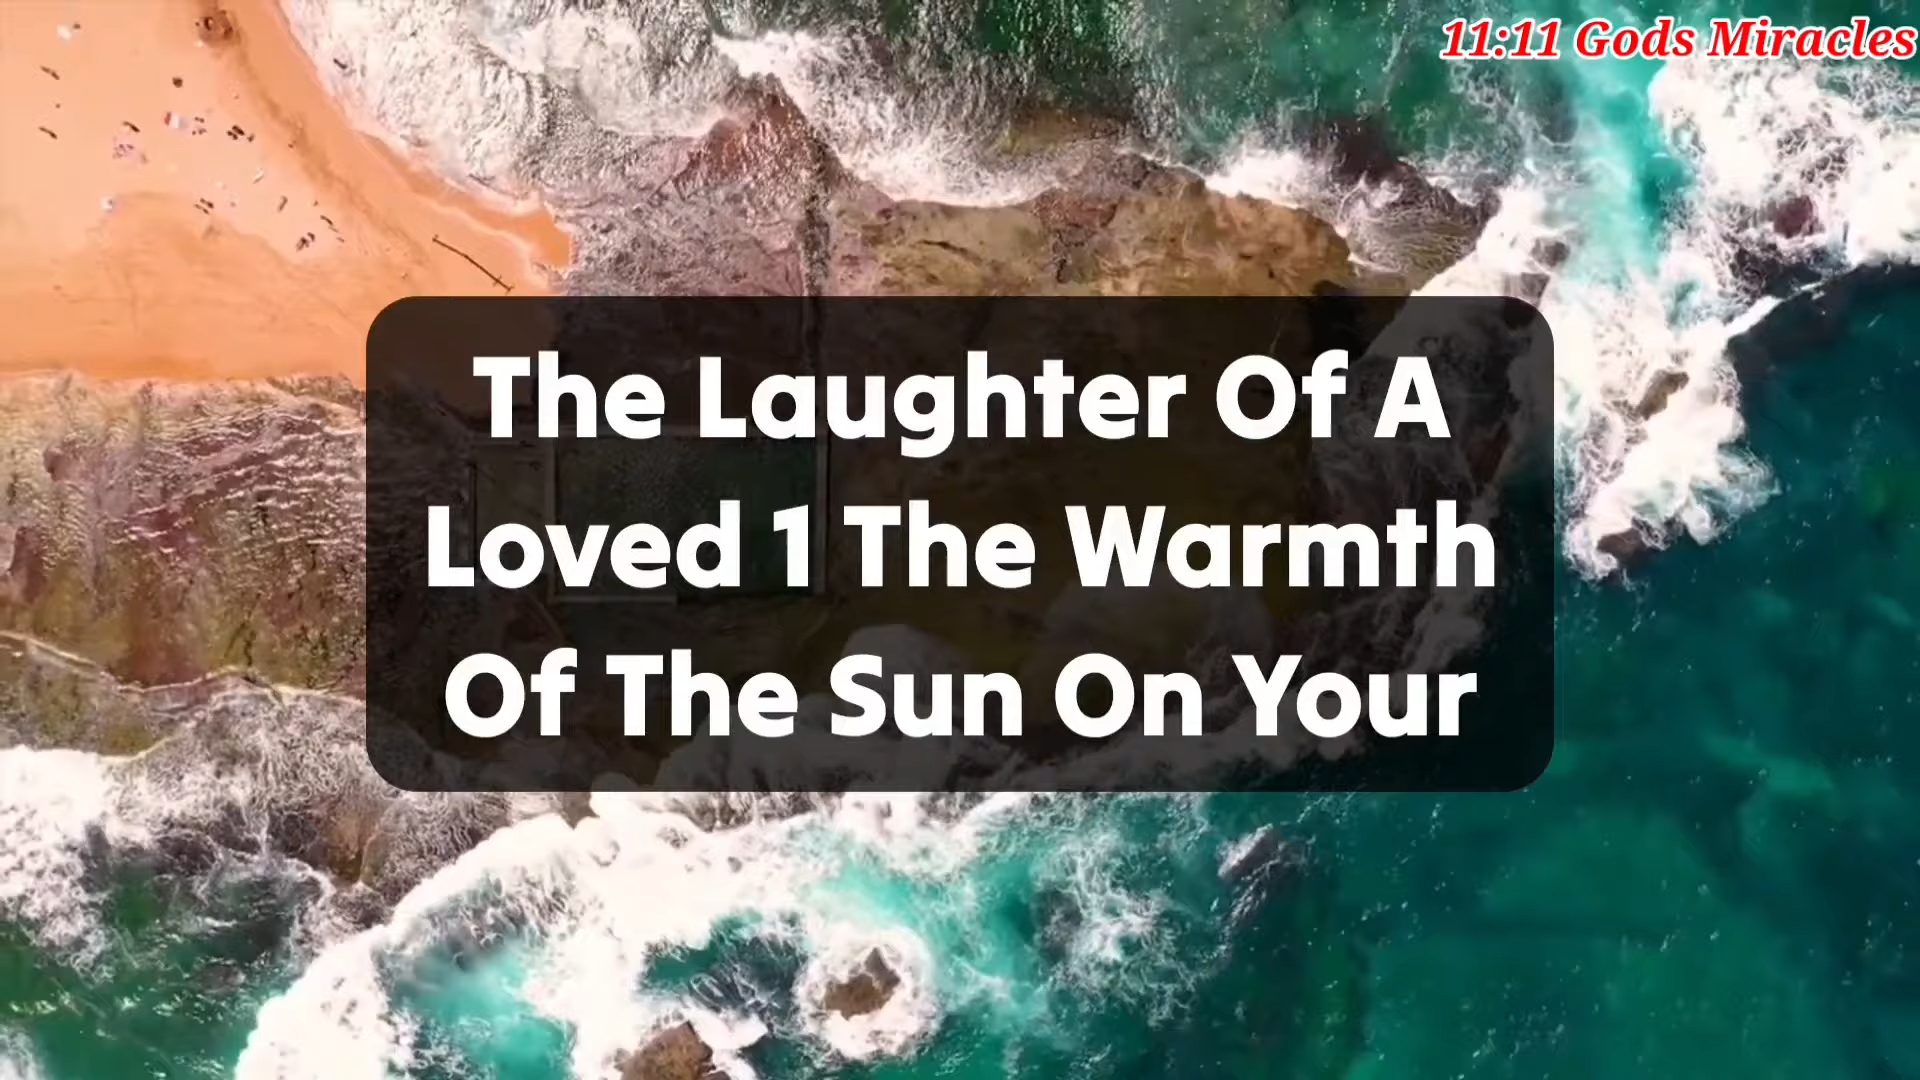 11:11 Gods Miracles
The Laughter Of A
Loved 1 The Warmth
Of The Sun On Your